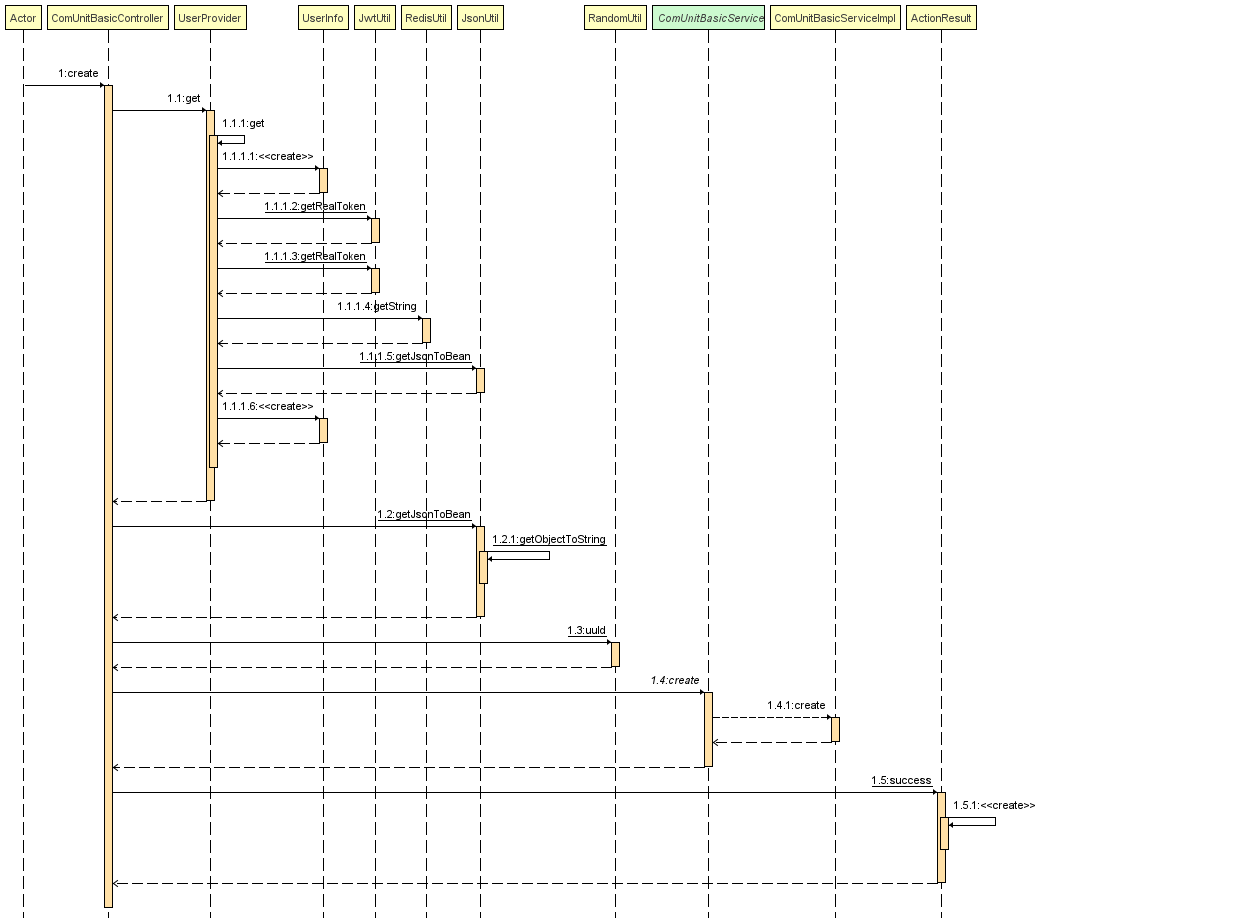 Actor
ComUnitBasicController
UserProvider
UserInfo
JwtUtil
RedisUtil
JsonUtil
RandomUtil
ComUnitBasicService
ComUnitBasicServiceImpl
ActionResult
1:create
1.1:get
1.1.1:get
1.1.1.1:<<create>>
1.1.1.2:getRealToken
1.1.1.3:getRealToken
1.1.1.4:getString
1.1.1.5:getJsonToBean
1.1.1.6:<<create>>
1.2:getJsonToBean
1.2.1:getObjectToString
1.3:uuId
1.4:create
1.4.1:create
1.5:success
1.5.1:<<create>>